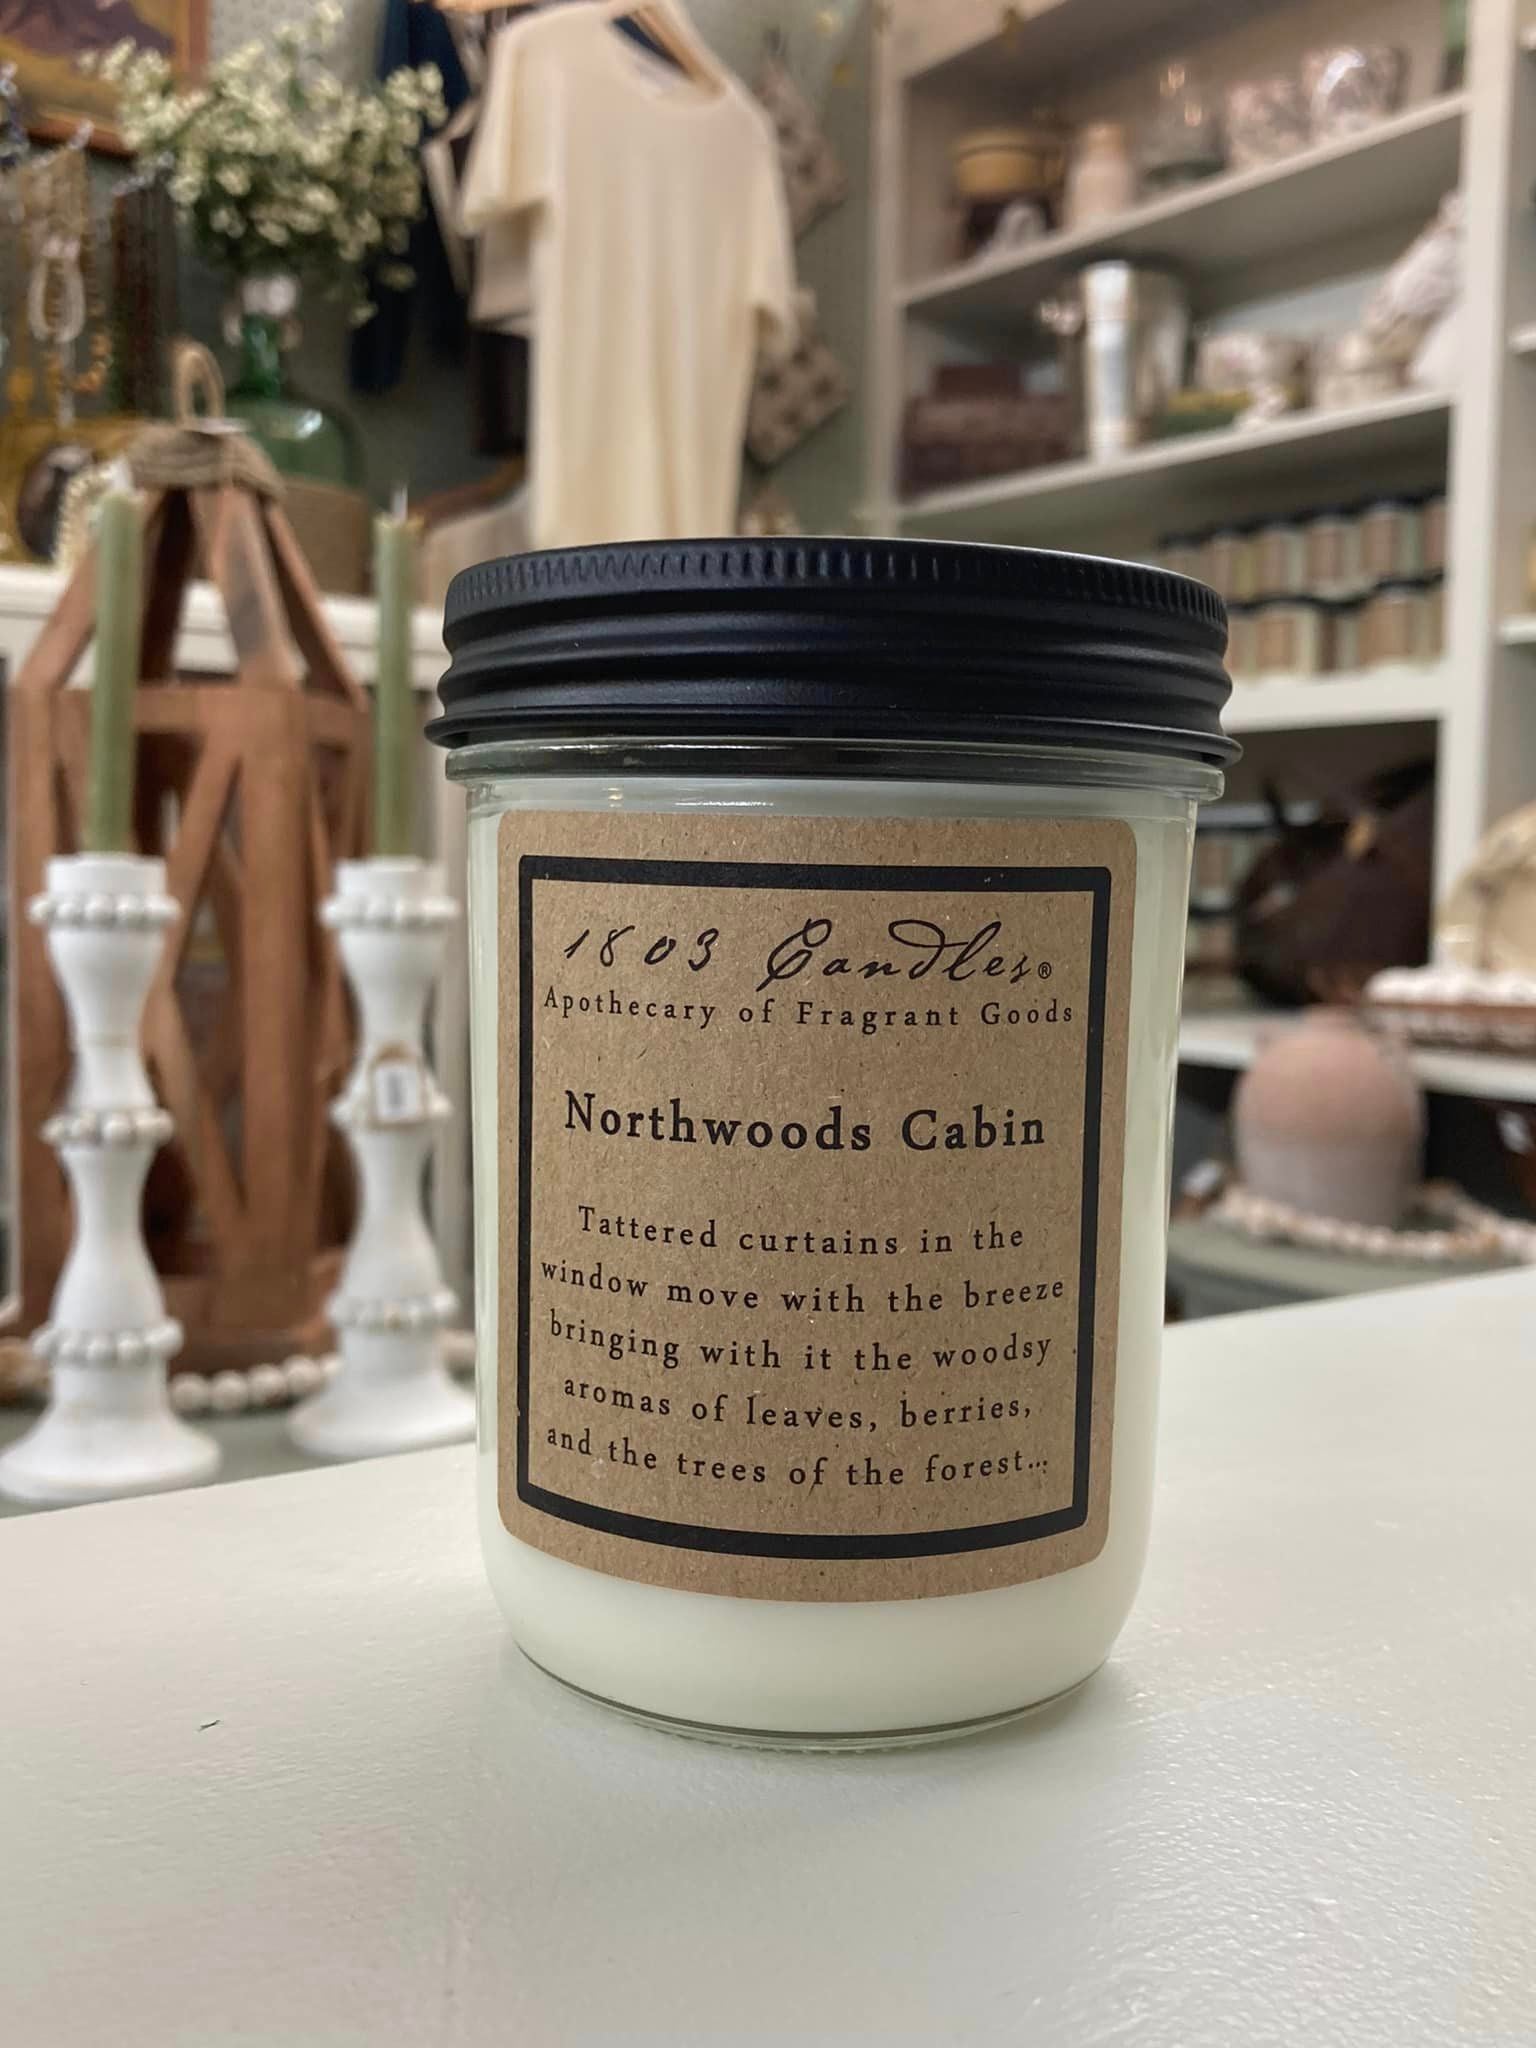 1803 Candles®
Apothecary of Fragrant Goods
Northwoods Cabin
Tattered curtains in the
window move with the breeze
bringing with it the woodsy
aromas of leaves, berries,
and the trees of the forest...